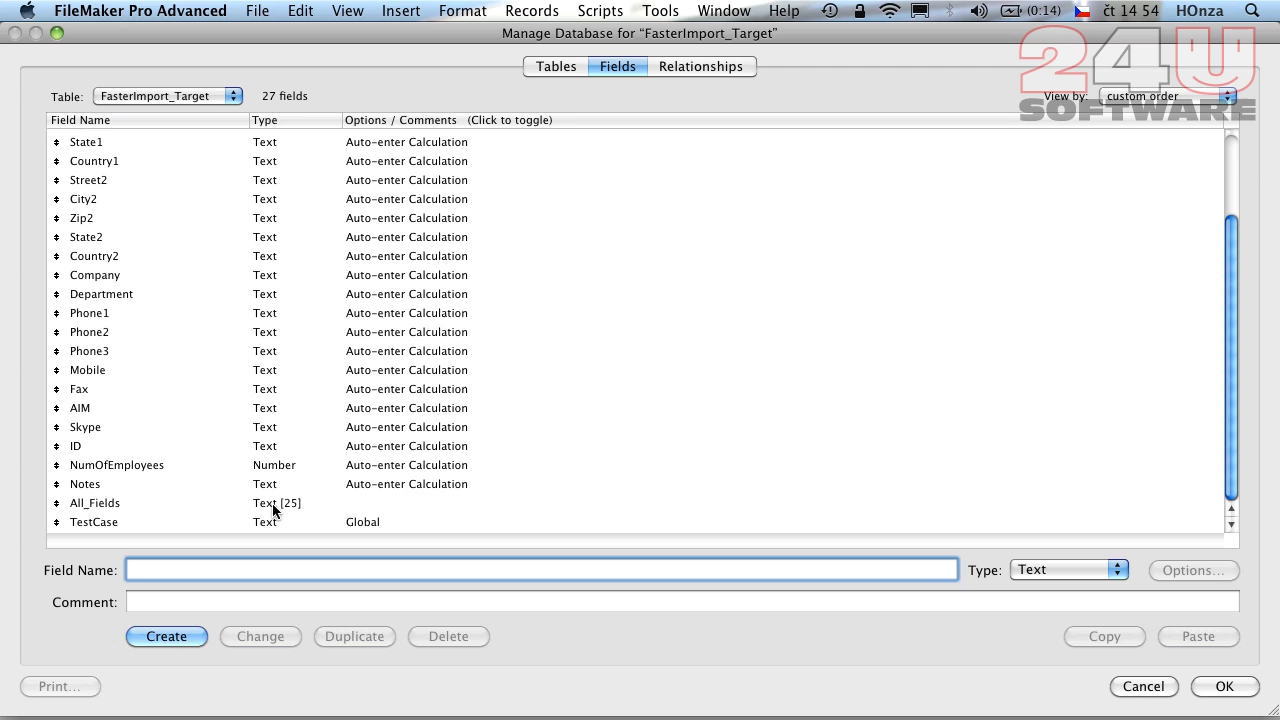 FileMaker Pro Advanced File Edit View Insert Format Records Scripts Tools Window Help (0:14) čt 14 54 HOnza
Manage Database for “FasterImport_Target”
24U
SOFTWARE
Tables Fields Relationships
Table: FasterImport_Target 27 fields View by: custom order
Field Name Type Options / Comments (Click to toggle)
State1 Text Auto-enter Calculation
Country1 Text Auto-enter Calculation
Street2 Text Auto-enter Calculation
City2 Text Auto-enter Calculation
Zip2 Text Auto-enter Calculation
State2 Text Auto-enter Calculation
Country2 Text Auto-enter Calculation
Company Text Auto-enter Calculation
Department Text Auto-enter Calculation
Phone1 Text Auto-enter Calculation
Phone2 Text Auto-enter Calculation
Phone3 Text Auto-enter Calculation
Mobile Text Auto-enter Calculation
Fax Text Auto-enter Calculation
AIM Text Auto-enter Calculation
Skype Text Auto-enter Calculation
ID Text Auto-enter Calculation
NumOfEmployees Number Auto-enter Calculation
Notes Text Auto-enter Calculation
All_Fields Text [25]
TestCase Text Global
Field Name: Type: Text Options...
Comment:
Create Change Duplicate Delete Copy Paste
Print... Cancel OK